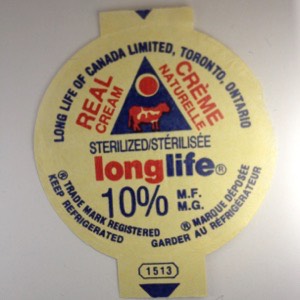 LONG LIFE OF CANADA LIMITED, TORONTO, ONTARIO
REAL CREAM
CRÈME NATURELLE
STERILIZED/STÉRILISÉE
longlife®
10% M.F.
M.G.
® TRADE MARK REGISTERED
KEEP REFRIGERATED
® MARQUE DÉPOSÉE
GARDER AU RÉFRIGÉRATEUR
1513